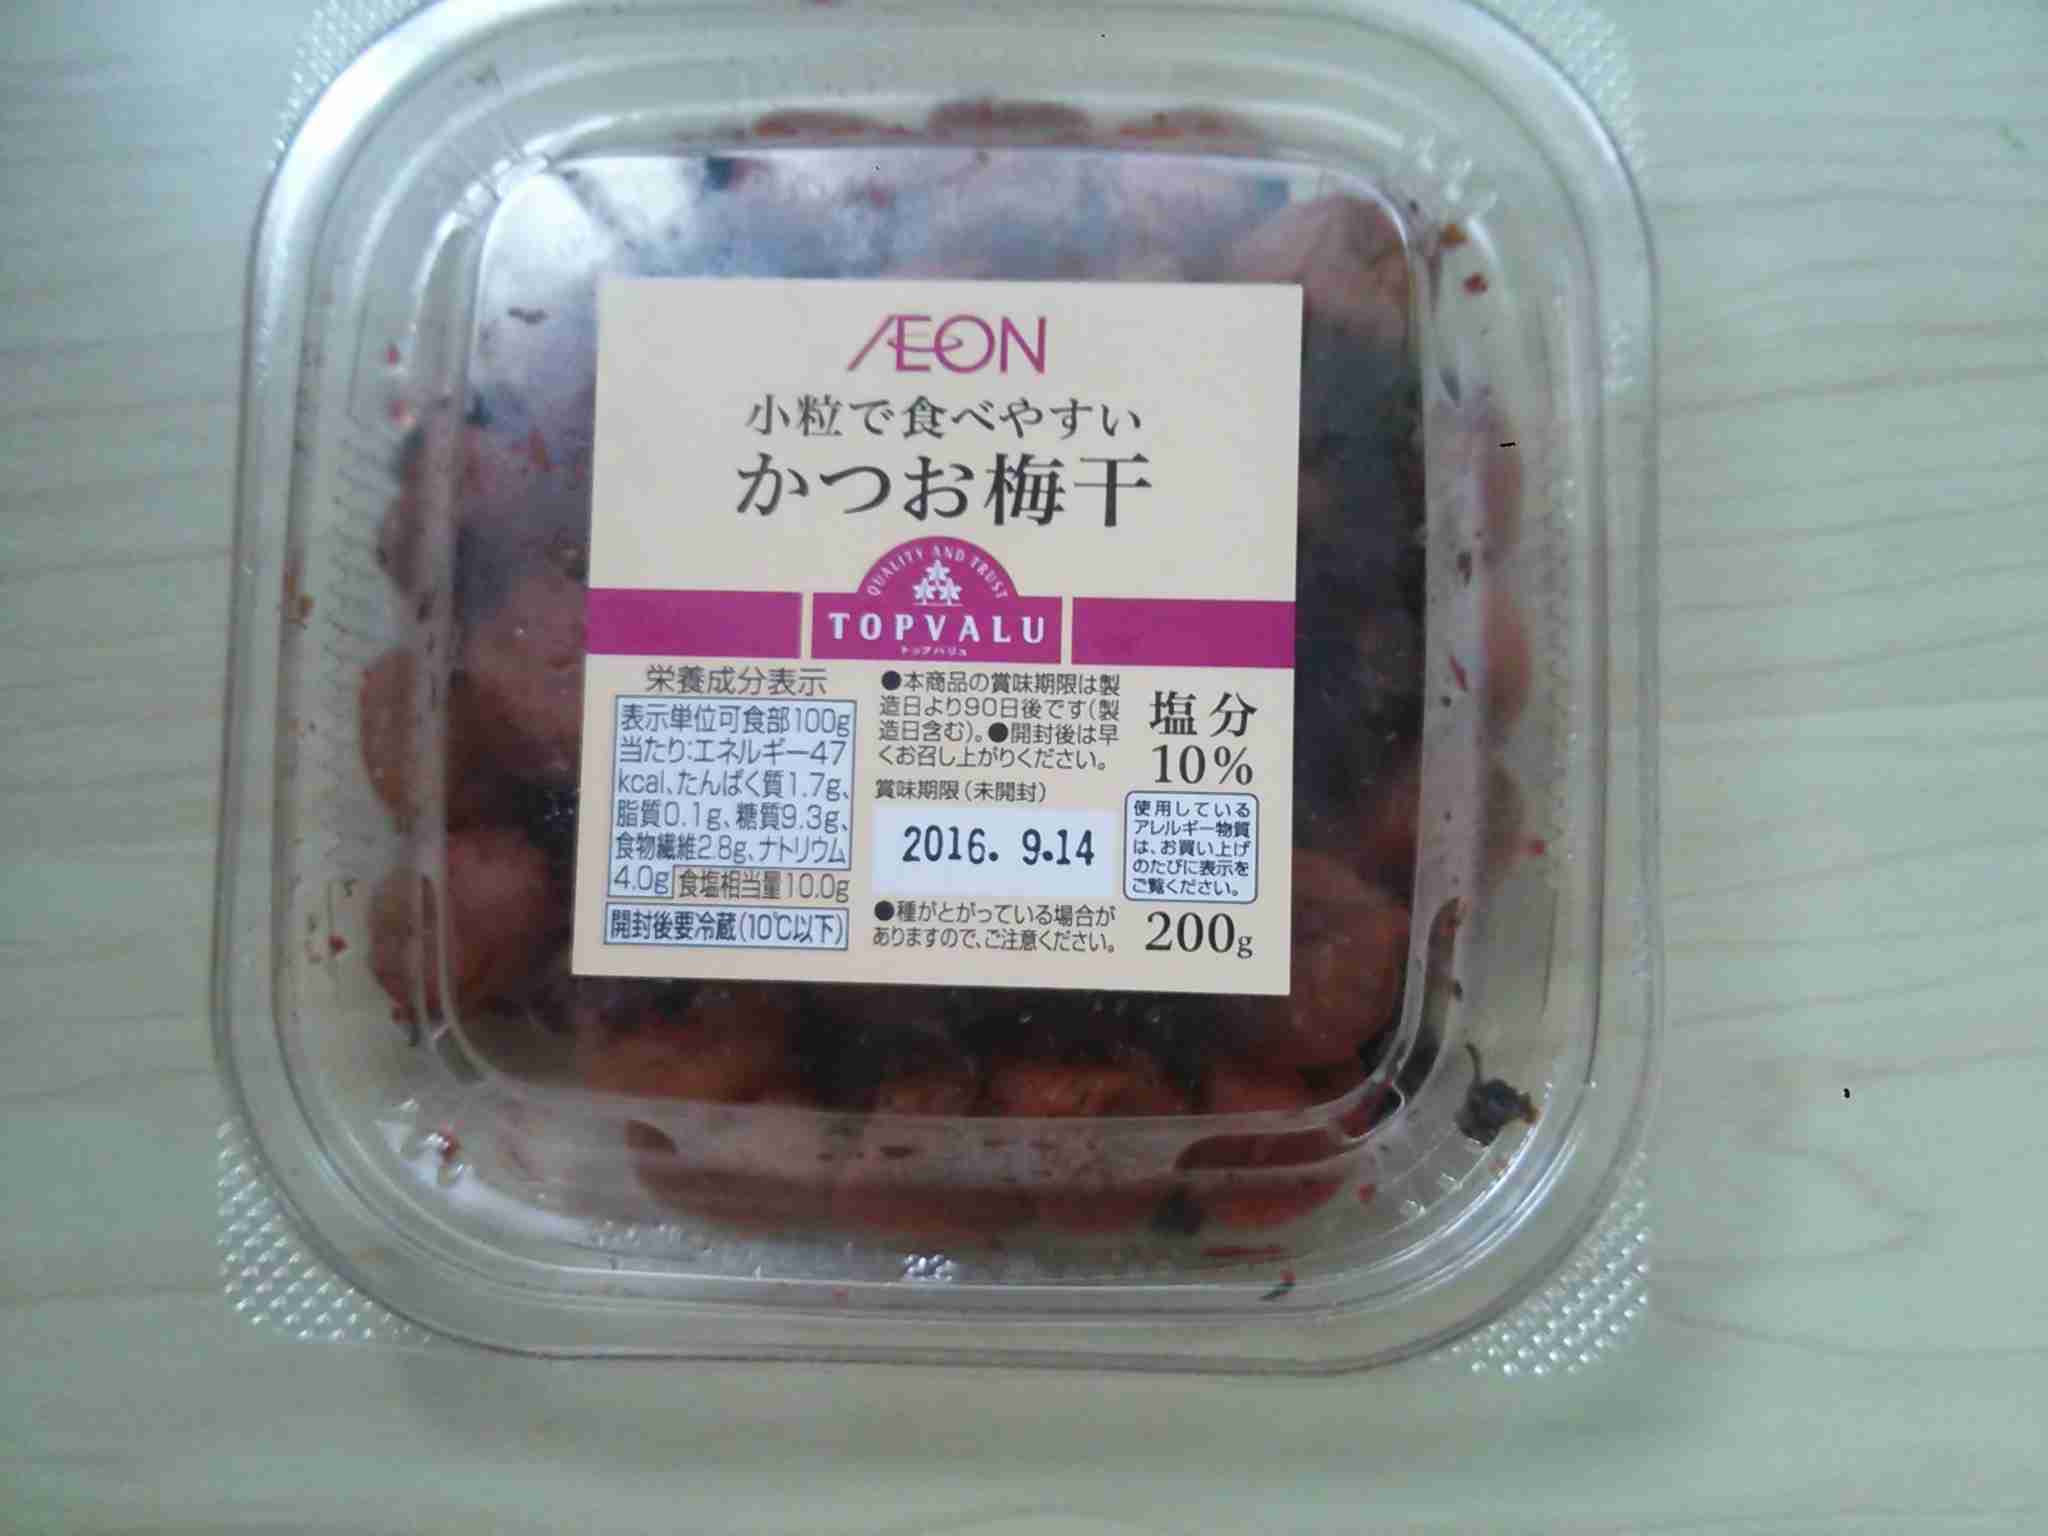 ÆON
小粒で食べやすい
かつお梅干
QUALITY AND TRUST
TOPVALU
トップバリュ
栄養成分表示
表示単位可食部100g
当たり:エネルギー47
kcal、たんぱく質1.7g、
脂質0.1g、糖質9.3g、
食物繊維2.8g、ナトリウム
4.0g 食塩相当量10.0g
開封後要冷蔵(10℃以下)
●本商品の賞味期限は製
造日より90日後です(製
造日含む)。●開封後は早
くお召し上がりください。
賞味期限(未開封)
2016. 9.14
●種がとがっている場合が
ありますので、ご注意ください。
塩分
10%
使用している
アレルギー物質
は、お買い上げ
のたびに表示を
ご覧ください。
200g